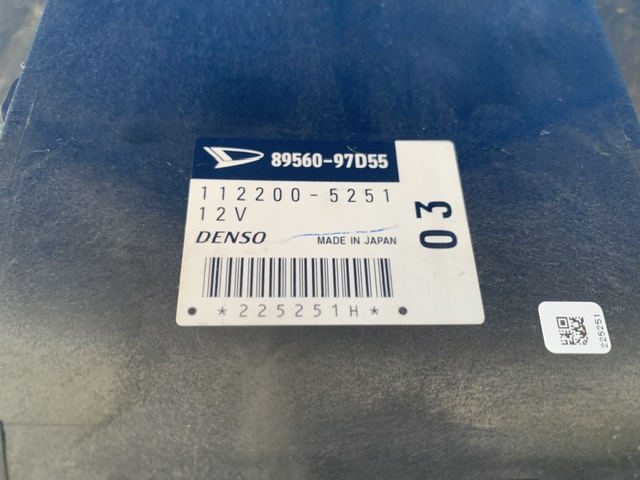 89560-97D55
112200-5251
12V
DENSO MADE IN JAPAN
03
*225251H*
225251